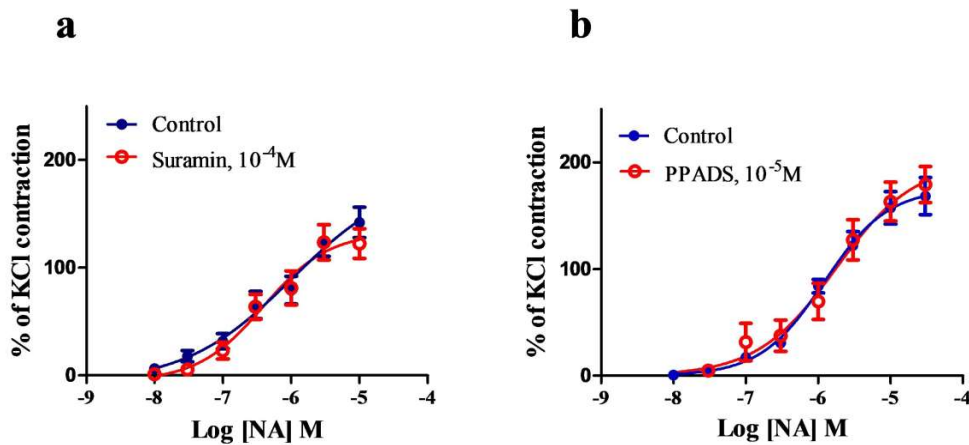 a
% of KCl contraction
200
100
0
Control
Suramin, 10⁻⁴M
-9 -8 -7 -6 -5 -4
Log [NA] M
b
% of KCl contraction
200
100
0
Control
PPADS, 10⁻⁵M
-9 -8 -7 -6 -5 -4
Log [NA] M